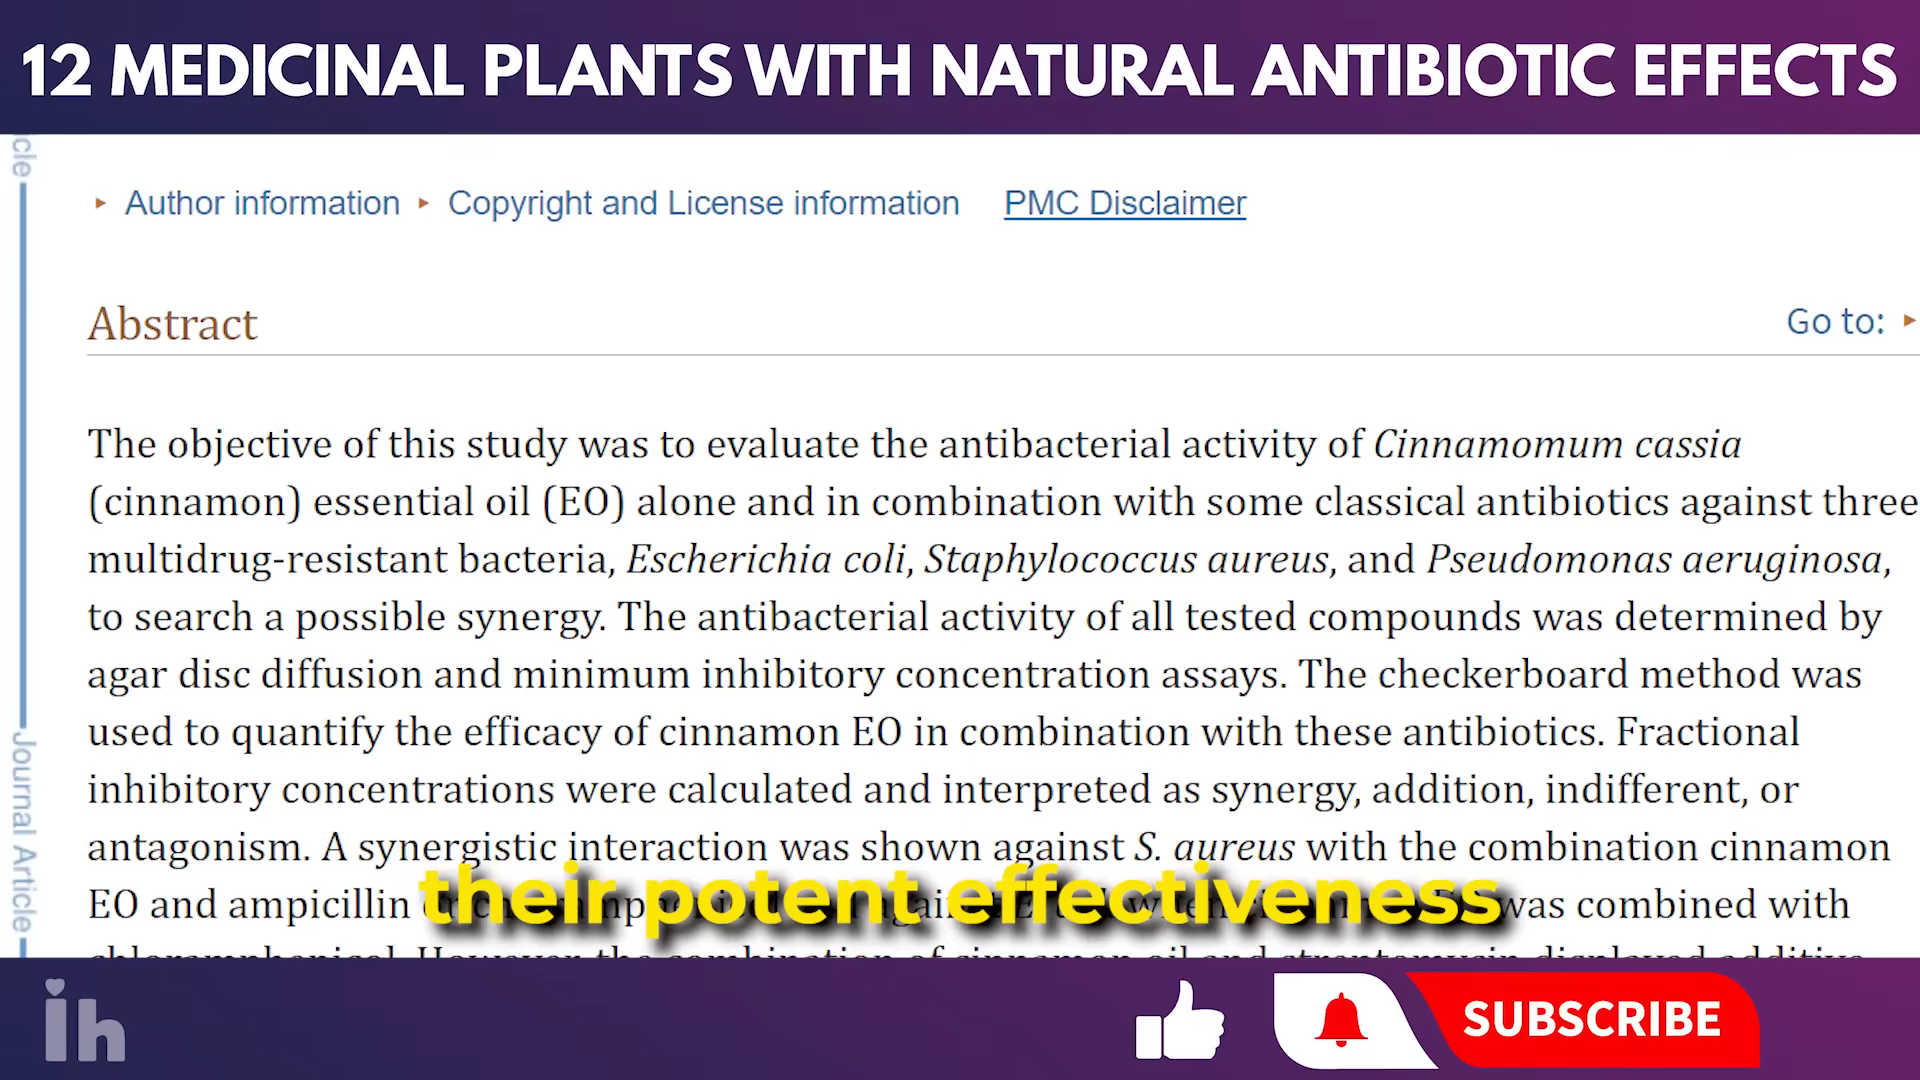 12 MEDICINAL PLANTS WITH NATURAL ANTIBIOTIC EFFECTS
cle
Author information Copyright and License information PMC Disclaimer
Abstract
Go to:
The objective of this study was to evaluate the antibacterial activity of Cinnamomum cassia
(cinnamon) essential oil (EO) alone and in combination with some classical antibiotics against three
multidrug-resistant bacteria, Escherichia coli, Staphylococcus aureus, and Pseudomonas aeruginosa,
to search a possible synergy. The antibacterial activity of all tested compounds was determined by
agar disc diffusion and minimum inhibitory concentration assays. The checkerboard method was
used to quantify the efficacy of cinnamon EO in combination with these antibiotics. Fractional
inhibitory concentrations were calculated and interpreted as synergy, addition, indifferent, or
antagonism. A synergistic interaction was shown against S. aureus with the combination cinnamon
EO and ampicillin was combined with
their potent effectiveness
Journal Article
ih
SUBSCRIBE